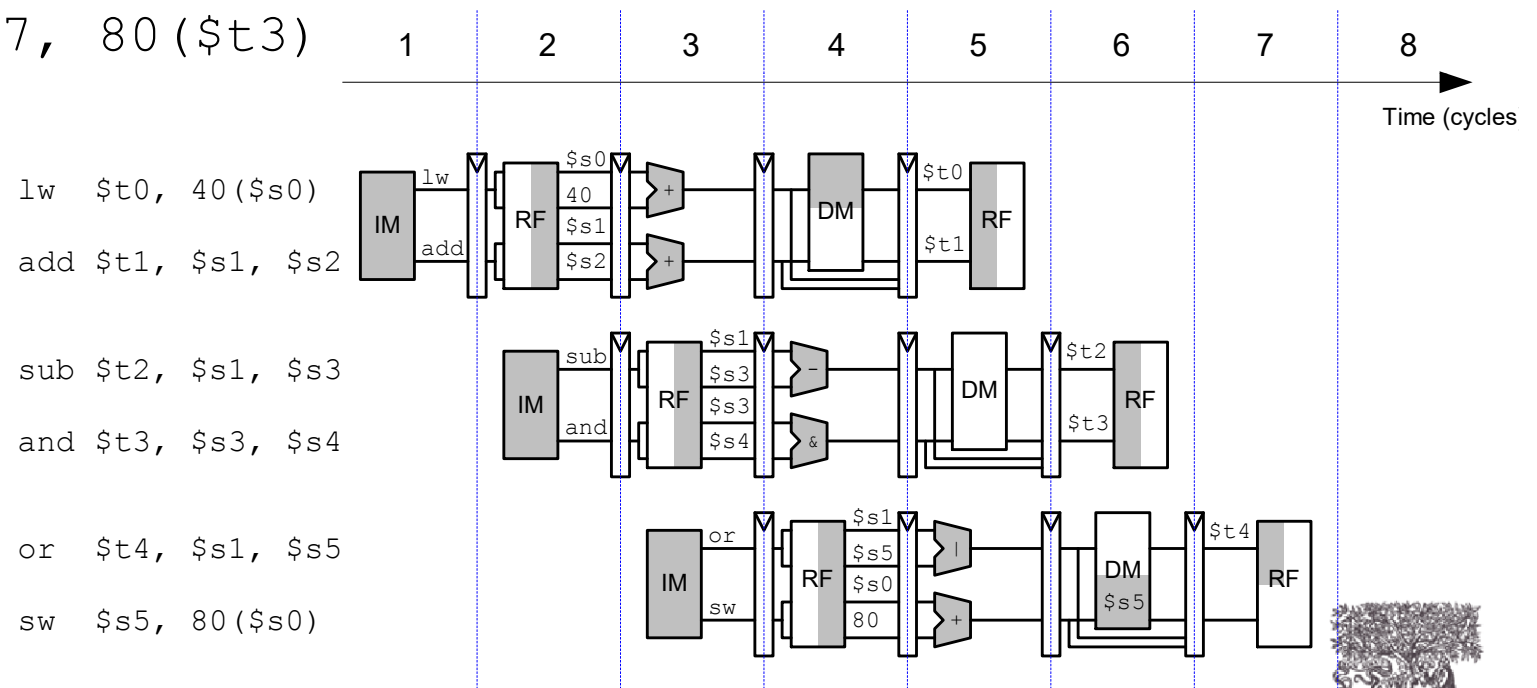 7, 80($t3)
1 2 3 4 5 6 7 8
Time (cycles
lw $t0, 40($s0)
add $t1, $s1, $s2
IM
lw
add
RF
$s0
40
$s1
$s2
+
+
DM
$t0
$t1
RF
sub $t2, $s1, $s3
and $t3, $s3, $s4
IM
sub
and
RF
$s1
$s3
$s3
$s4
-
&
DM
$t2
$t3
RF
or $t4, $s1, $s5
sw $s5, 80($s0)
IM
or
sw
RF
$s1
$s5
$s0
80
|
+
DM
$s5
$t4
RF